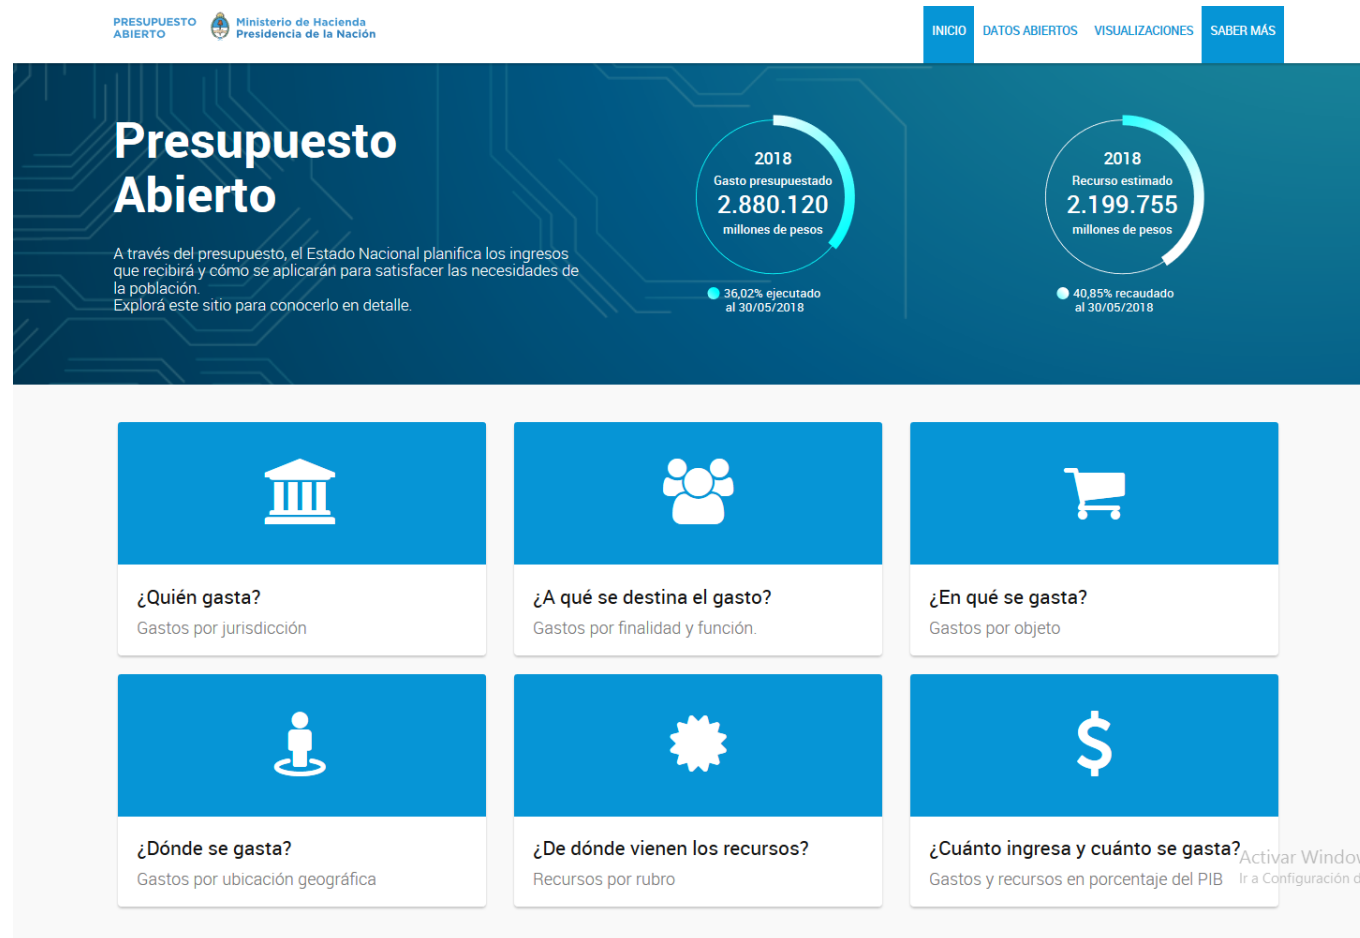 PRESUPUESTO
ABIERTO
Ministerio de Hacienda
Presidencia de la Nación
INICIO
DATOS ABIERTOS
VISUALIZACIONES
SABER MÁS
Presupuesto
Abierto
A través del presupuesto, el Estado Nacional planifica los ingresos
que recibirá y cómo se aplicarán para satisfacer las necesidades de
la población.
Explorá este sitio para conocerlo en detalle.
2018
Gasto presupuestado
2.880.120
millones de pesos
36,02% ejecutado
al 30/05/2018
2018
Recurso estimado
2.199.755
millones de pesos
40,85% recaudado
al 30/05/2018
¿Quién gasta?
Gastos por jurisdicción
¿A qué se destina el gasto?
Gastos por finalidad y función.
¿En qué se gasta?
Gastos por objeto
¿Dónde se gasta?
Gastos por ubicación geográfica
¿De dónde vienen los recursos?
Recursos por rubro
¿Cuánto ingresa y cuánto se gasta?
Gastos y recursos en porcentaje del PIB
Activar Window
Ir a Configuración d